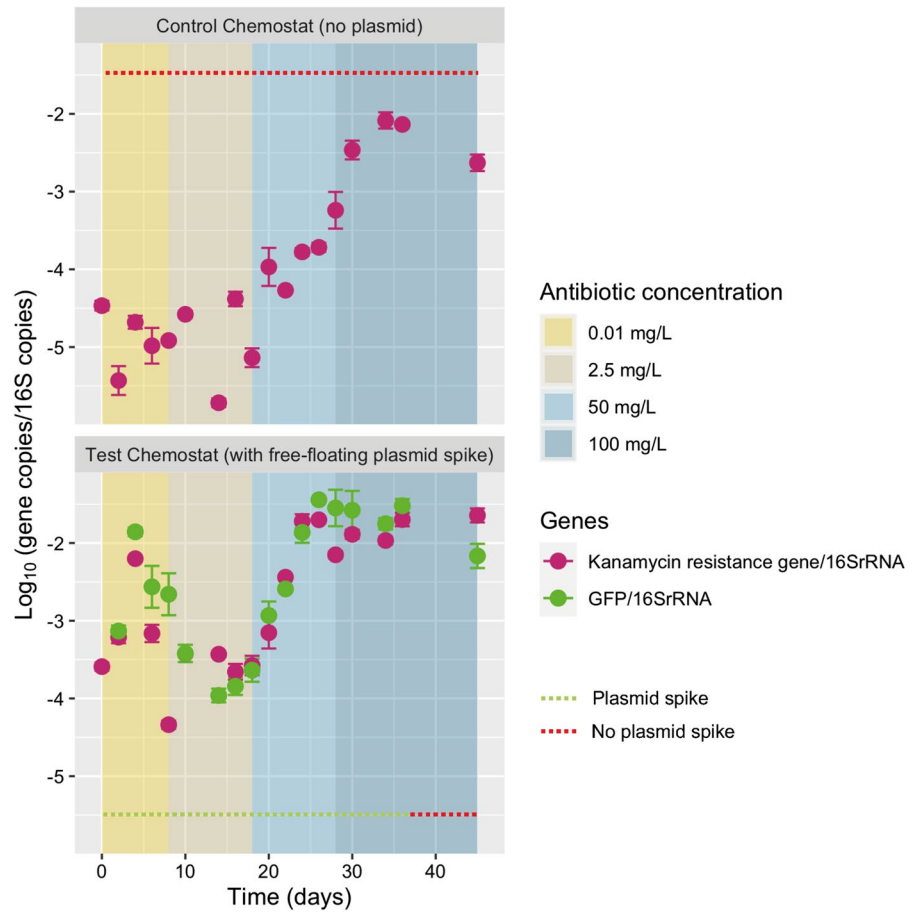 Control Chemostat (no plasmid)
-2
-3
-4
-5
Test Chemostat (with free-floating plasmid spike)
-2
-3
-4
-5
0 10 20 30 40
Time (days)
Log10 (gene copies/16S copies)
Antibiotic concentration
0.01 mg/L
2.5 mg/L
50 mg/L
100 mg/L
Genes
Kanamycin resistance gene/16SrRNA
GFP/16SrRNA
Plasmid spike
No plasmid spike